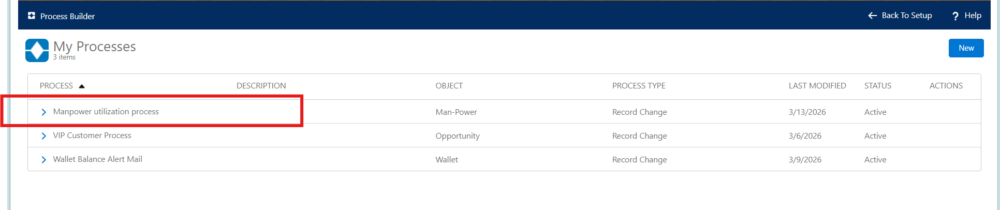 Process Builder
Back To Setup
? Help
My Processes
3 items
New
PROCESS DESCRIPTION OBJECT PROCESS TYPE LAST MODIFIED STATUS ACTIONS
Manpower utilization process Man-Power Record Change 3/13/2026 Active
VIP Customer Process Opportunity Record Change 3/6/2026 Active
Wallet Balance Alert Mail Wallet Record Change 3/9/2026 Active